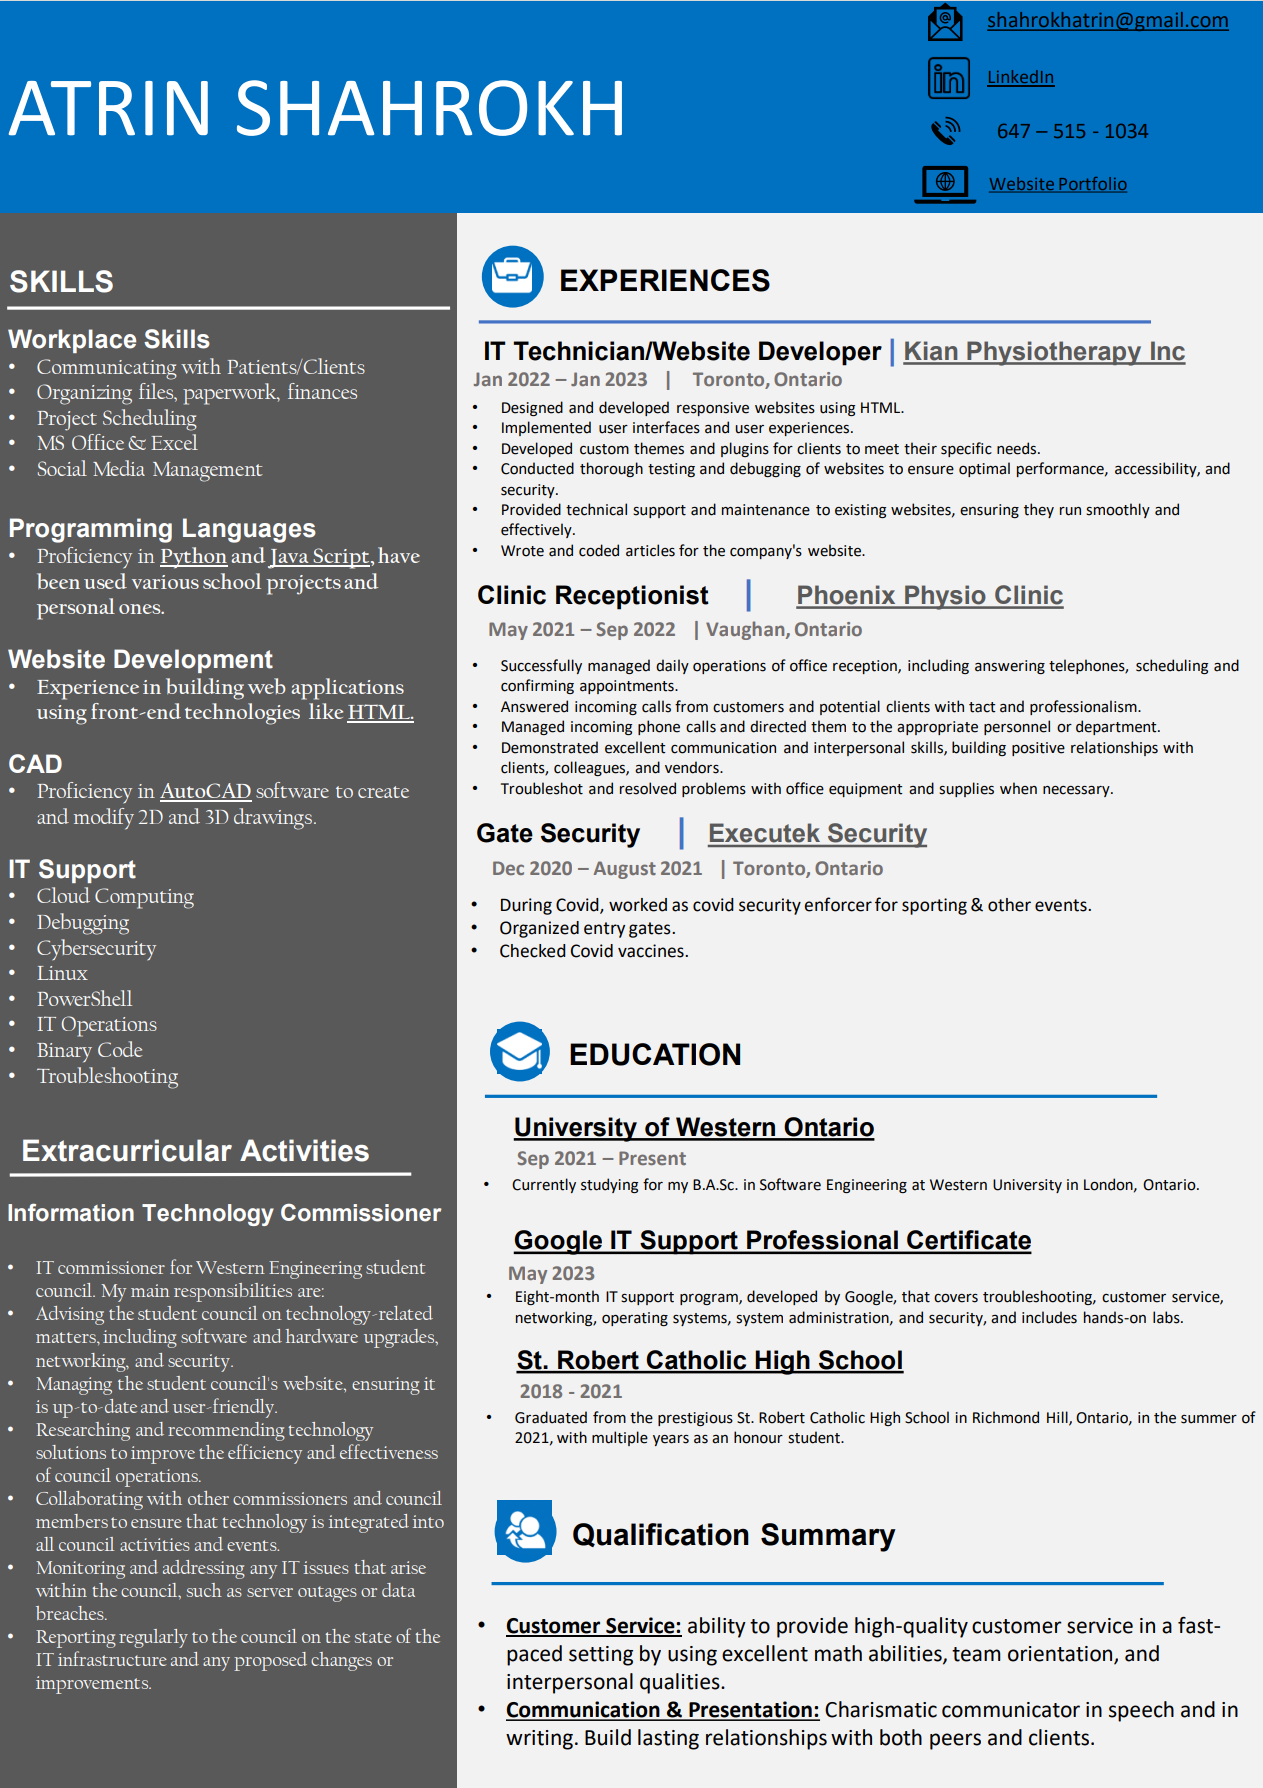 ATRIN SHAHROKH
shahrokhatrin@gmail.com
LinkedIn
647 – 515 - 1034
Website Portfolio
SKILLS
Workplace Skills
• Communicating with Patients/Clients
• Organizing files, paperwork, finances
• Project Scheduling
• MS Office & Excel
• Social Media Management
Programming Languages
• Proficiency in Python and Java Script, have
been used various school projects and
personal ones.
Website Development
• Experience in building web applications
using front-end technologies like HTML.
CAD
• Proficiency in AutoCAD software to create
and modify 2D and 3D drawings.
IT Support
• Cloud Computing
• Debugging
• Cybersecurity
• Linux
• PowerShell
• IT Operations
• Binary Code
• Troubleshooting
Extracurricular Activities
Information Technology Commissioner
• IT commissioner for Western Engineering student
council. My main responsibilities are:
• Advising the student council on technology-related
matters, including software and hardware upgrades,
networking, and security.
• Managing the student council's website, ensuring it
is up-to-date and user-friendly.
• Researching and recommending technology
solutions to improve the efficiency and effectiveness
of council operations.
• Collaborating with other commissioners and council
members to ensure that technology is integrated into
all council activities and events.
• Monitoring and addressing any IT issues that arise
within the council, such as server outages or data
breaches.
• Reporting regularly to the council on the state of the
IT infrastructure and any proposed changes or
improvements.
EXPERIENCES
IT Technician/Website Developer | Kian Physiotherapy Inc
Jan 2022 – Jan 2023 | Toronto, Ontario
• Designed and developed responsive websites using HTML.
• Implemented user interfaces and user experiences.
• Developed custom themes and plugins for clients to meet their specific needs.
• Conducted thorough testing and debugging of websites to ensure optimal performance, accessibility, and
security.
• Provided technical support and maintenance to existing websites, ensuring they run smoothly and
effectively.
• Wrote and coded articles for the company's website.
Clinic Receptionist | Phoenix Physio Clinic
May 2021 – Sep 2022 | Vaughan, Ontario
• Successfully managed daily operations of office reception, including answering telephones, scheduling and
confirming appointments.
• Answered incoming calls from customers and potential clients with tact and professionalism.
• Managed incoming phone calls and directed them to the appropriate personnel or department.
• Demonstrated excellent communication and interpersonal skills, building positive relationships with
clients, colleagues, and vendors.
• Troubleshot and resolved problems with office equipment and supplies when necessary.
Gate Security | Executek Security
Dec 2020 – August 2021 | Toronto, Ontario
• During Covid, worked as covid security enforcer for sporting & other events.
• Organized entry gates.
• Checked Covid vaccines.
EDUCATION
University of Western Ontario
Sep 2021 – Present
• Currently studying for my B.A.Sc. in Software Engineering at Western University in London, Ontario.
Google IT Support Professional Certificate
May 2023
• Eight-month IT support program, developed by Google, that covers troubleshooting, customer service,
networking, operating systems, system administration, and security, and includes hands-on labs.
St. Robert Catholic High School
2018 - 2021
• Graduated from the prestigious St. Robert Catholic High School in Richmond Hill, Ontario, in the summer of
2021, with multiple years as an honour student.
Qualification Summary
• Customer Service: ability to provide high-quality customer service in a fast-
paced setting by using excellent math abilities, team orientation, and
interpersonal qualities.
• Communication & Presentation: Charismatic communicator in speech and in
writing. Build lasting relationships with both peers and clients.